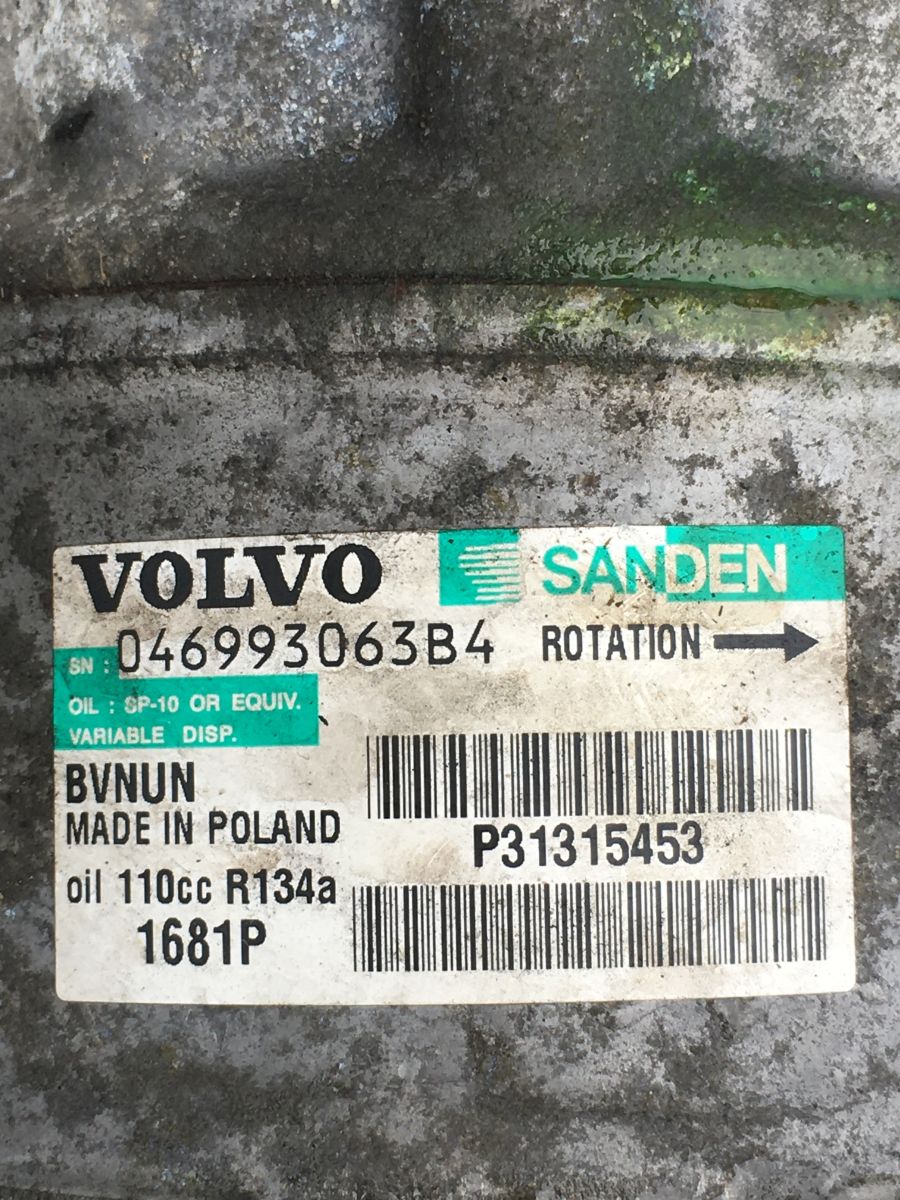 VOLVO SANDEN
SN : 046993063B4 ROTATION
OIL : SP-10 OR EQUIV.
VARIABLE DISP.
BVNUN
MADE IN POLAND
P31315453
oil 110cc R134a
1681P